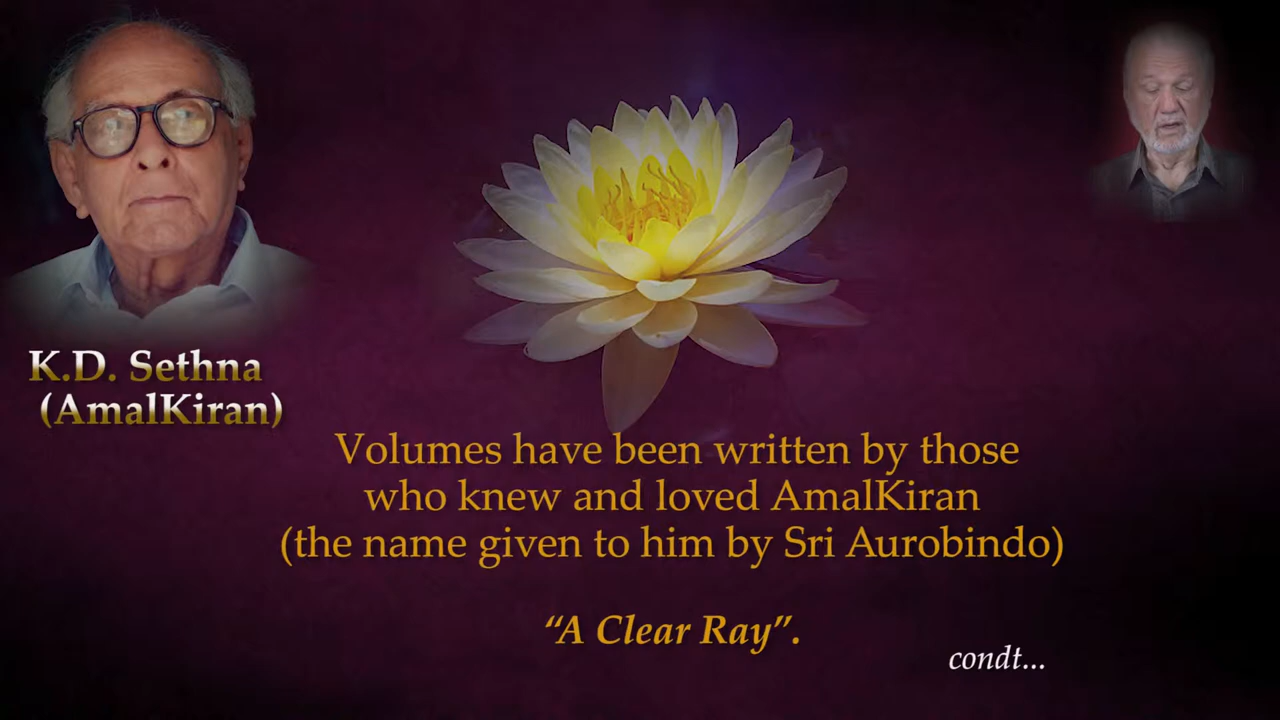 K.D. Sethna
(AmalKiran)
Volumes have been written by those
who knew and loved AmalKiran
(the name given to him by Sri Aurobindo)
“A Clear Ray”.
condt...